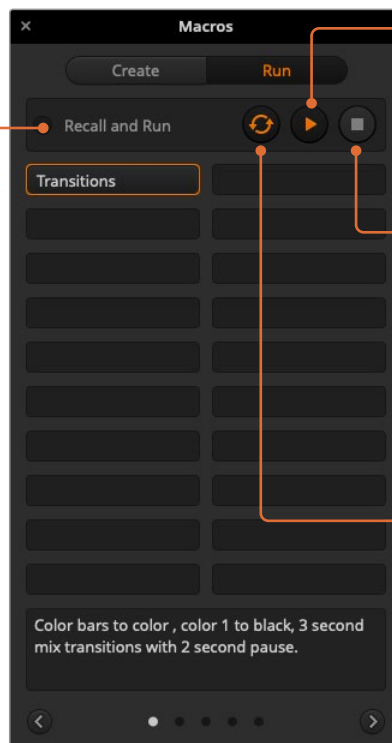 Macros
Create Run
Recall and Run
Transitions
Color bars to color , color 1 to black, 3 second
mix transitions with 2 second pause.